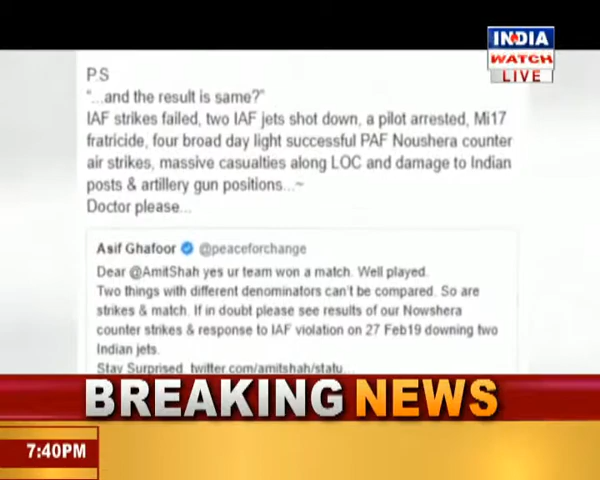 INDIA
WATCH
LIVE
PS
"...and the result is same?"
IAF strikes failed, two IAF jets shot down, a pilot arrested, Mi17
fratricide, four broad day light successful PAF Noushera counter
air strikes, massive casualties along LOC and damage to Indian
posts & artillery gun positions...~
Doctor please...
Asif Ghafoor @peaceforchange
Dear @AmitShah yes ur team won a match. Well played.
Two things with different denominators can't be compared. So are
strikes & match. If in doubt please see results of our Nowshera
counter strikes & response to IAF violation on 27 Feb19 downing two
Indian jets.
Stay Surprised. twitter.com/amitshah/statu...
BREAKING NEWS
7:40PM